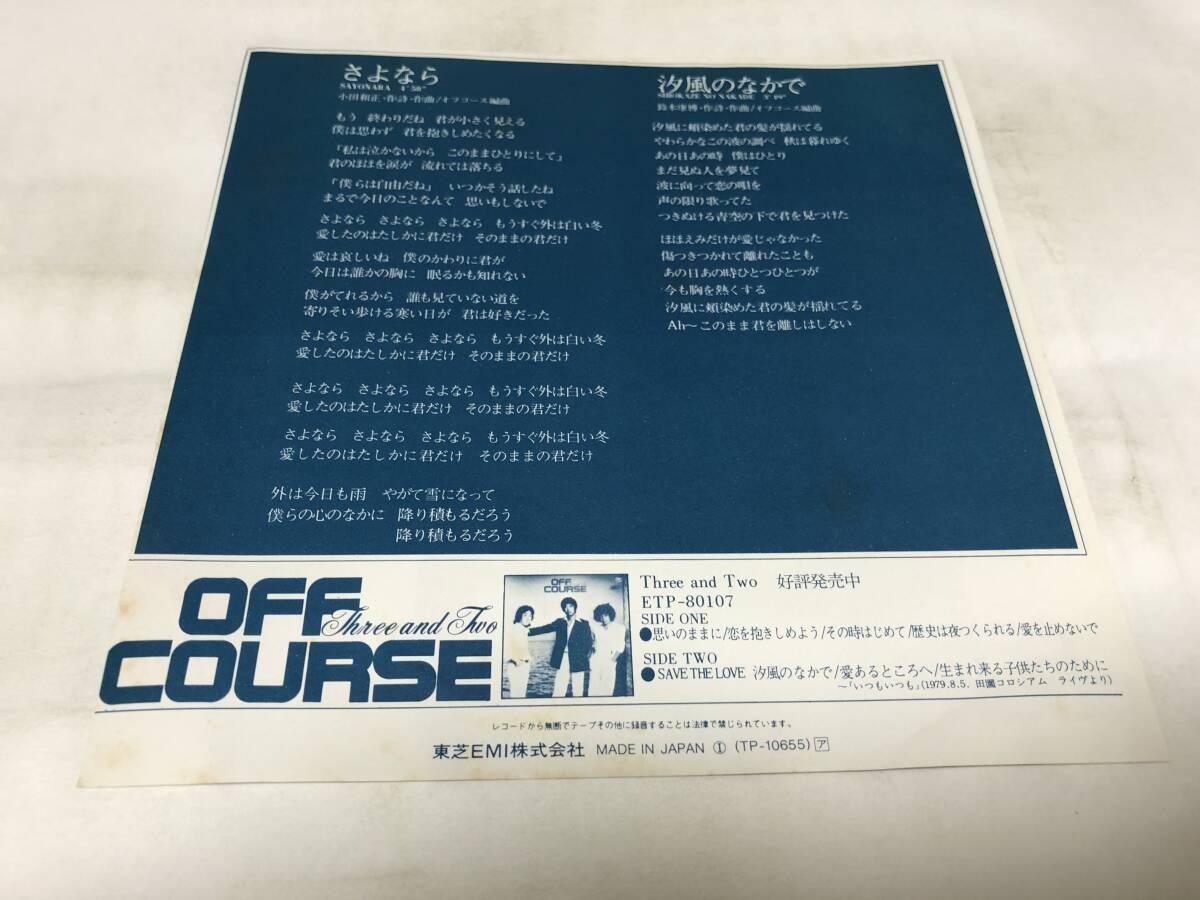 さよなら
SAYONARA 4'58"
小田和正・作詩・作曲/オフコース編曲
もう 終わりだね 君が小さく見える
僕は思わず 君を抱きしめたくなる
「私は泣かないから このままひとりにして」
君のほほを涙が 流れては落ちる
「僕らは自由だね」 いつかそう話したね
まるで今日のことなんて 思いもしないで
さよなら さよなら さよなら もうすぐ外は白い冬
愛したのはたしかに君だけ そのままの君だけ
愛は哀しいね 僕のかわりに君が
今日は誰かの胸に 眠るかも知れない
僕がてれるから 誰も見ていない道を
寄りそい歩ける寒い日が 君は好きだった
さよなら さよなら さよなら もうすぐ外は白い冬
愛したのはたしかに君だけ そのままの君だけ
さよなら さよなら さよなら もうすぐ外は白い冬
愛したのはたしかに君だけ そのままの君だけ
さよなら さよなら さよなら もうすぐ外は白い冬
愛したのはたしかに君だけ そのままの君だけ
外は今日も雨 やがて雪になって
僕らの心のなかに 降り積もるだろう
降り積もるだろう
汐風のなかで
SHIOKAZE NO NAKADE
鈴木康博・作詩・作曲/オフコース編曲
汐風に頬染めた君の髪が揺れてる
やわらかなこの波の調べ 秋は暮れゆく
あの日あの時 僕はひとり
まだ見ぬ人を夢見て
波に向って恋の唄を
声の限り歌ってた
つきぬける青空の下で君を見つけた
ほほえみだけが愛じゃなかった
傷つきつかれて離れたことも
あの日あの時ひとつひとつが
今も胸を熱くする
汐風に頬染めた君の髪が揺れてる
Ah〜このまま君を離しはしない
OFF COURSE
Three and Two
OFF COURSE
Three and Two 好評発売中
ETP-80107
SIDE ONE
●思いのままに/恋を抱きしめよう/その時はじめて/歴史は夜つくられる/愛を止めないで
SIDE TWO
●SAVE THE LOVE 汐風のなかで/愛あるところへ/生まれ来る子供たちのために
〜「いつもいつも」(1979.8.5. 田園コロシアム ライヴより)
レコードから無断でテープその他に録音することは法律で禁じられています。
東芝EMI株式会社 MADE IN JAPAN Ⓘ (TP-10655) ア